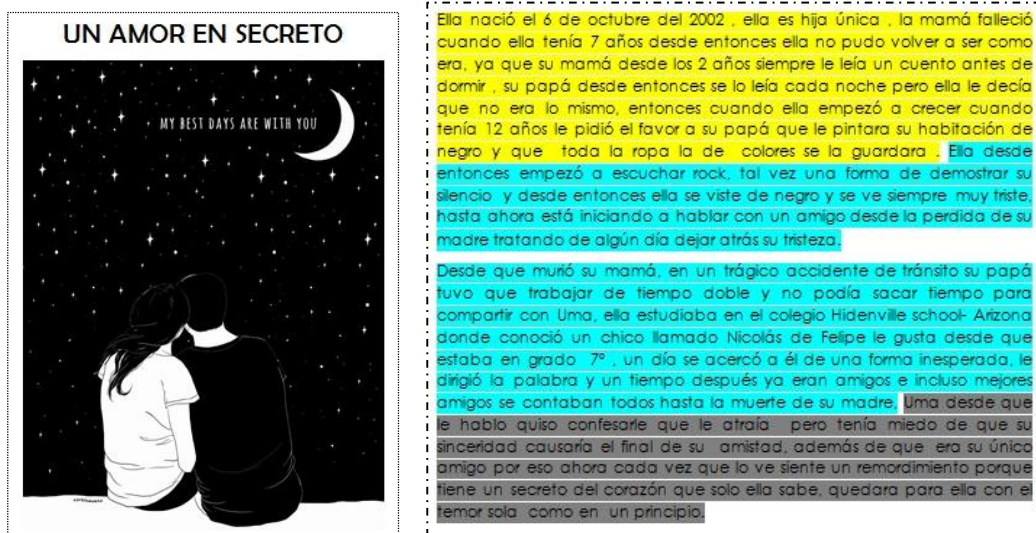 UN AMOR EN SECRETO
MY BEST DAYS ARE WITH YOU
Ella nació el 6 de octubre del 2002 , ella es hija única , la mamá falleció
cuando ella tenía 7 años desde entonces ella no pudo volver a ser como
era, ya que su mamá desde los 2 años siempre le leía un cuento antes de
dormir , su papá desde entonces se lo leía cada noche pero ella le decía
que no era lo mismo, entonces cuando ella empezó a crecer cuando
tenía 12 años le pidió el favor a su papá que le pintara su habitación de
negro y que toda la ropa la de colores se la guardara . Ella desde
entonces empezó a escuchar rock, tal vez una forma de demostrar su
silencio y desde entonces ella se viste de negro y se ve siempre muy triste,
hasta ahora está iniciando a hablar con un amigo desde la perdida de su
madre tratando de algún día dejar atrás su tristeza.
Desde que murió su mamá, en un trágico accidente de tránsito su papá
tuvo que trabajar de tiempo doble y no podía sacar tiempo para
compartir con Uma, ella estudiaba en el colegio Hidenville school- Arizona
donde conoció un chico llamado Nicolás de Felipe le gusta desde que
estaba en grado 7° , un día se acercó a él de una forma inesperada, le
dirigió la palabra y un tiempo después ya eran amigos e incluso mejores
amigos se contaban todos hasta la muerte de su madre, Uma desde que
le hablo quiso confesarle que le atraía pero tenía miedo de que su
sinceridad causaría el final de su amistad, además de que era su único
amigo por eso ahora cada vez que lo ve siente un remordimiento porque
tiene un secreto del corazón que solo ella sabe, quedara para ella con el
temor sola como en un principio.